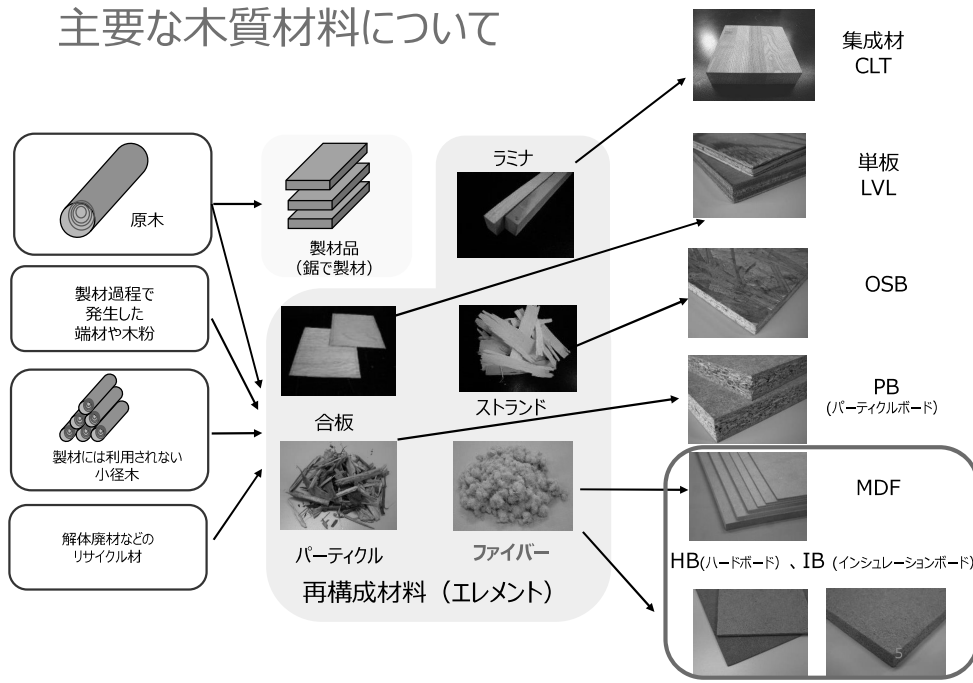 主要な木質材料について
原木
製材過程で
発生した
端材や木粉
製材には利用されない
小径木
解体廃材などの
リサイクル材
製材品
（鋸で製材）
ラミナ
合板
ストランド
パーティクル
ファイバー
再構成材料（エレメント）
集成材
CLT
単板
LVL
OSB
PB
(パーティクルボード)
MDF
HB(ハードボード) 、IB (インシュレーションボード)
5